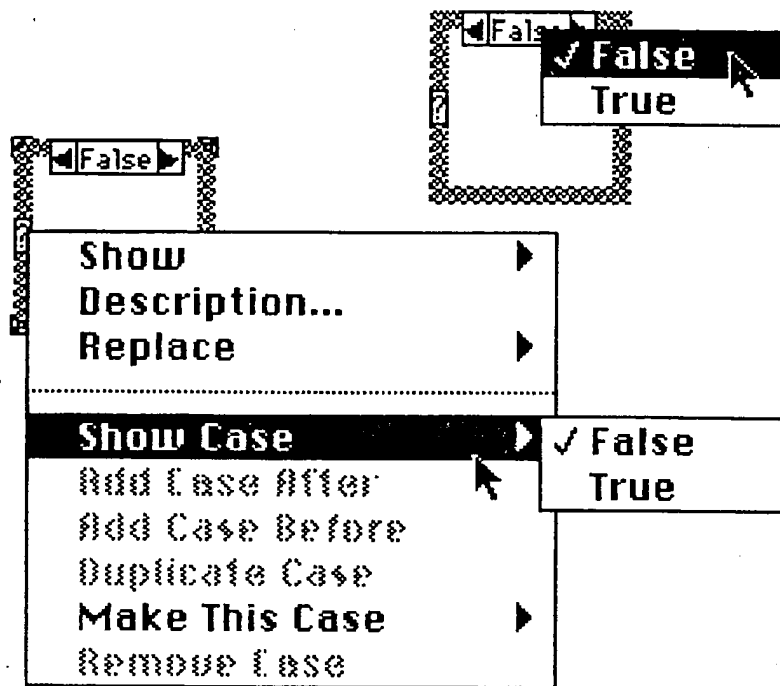 False
False
True
?
False
?
Show
Description...
Replace
Show Case
Add Case After
Add Case Before
Duplicate Case
Make This Case
Remove Case
✓ False
True